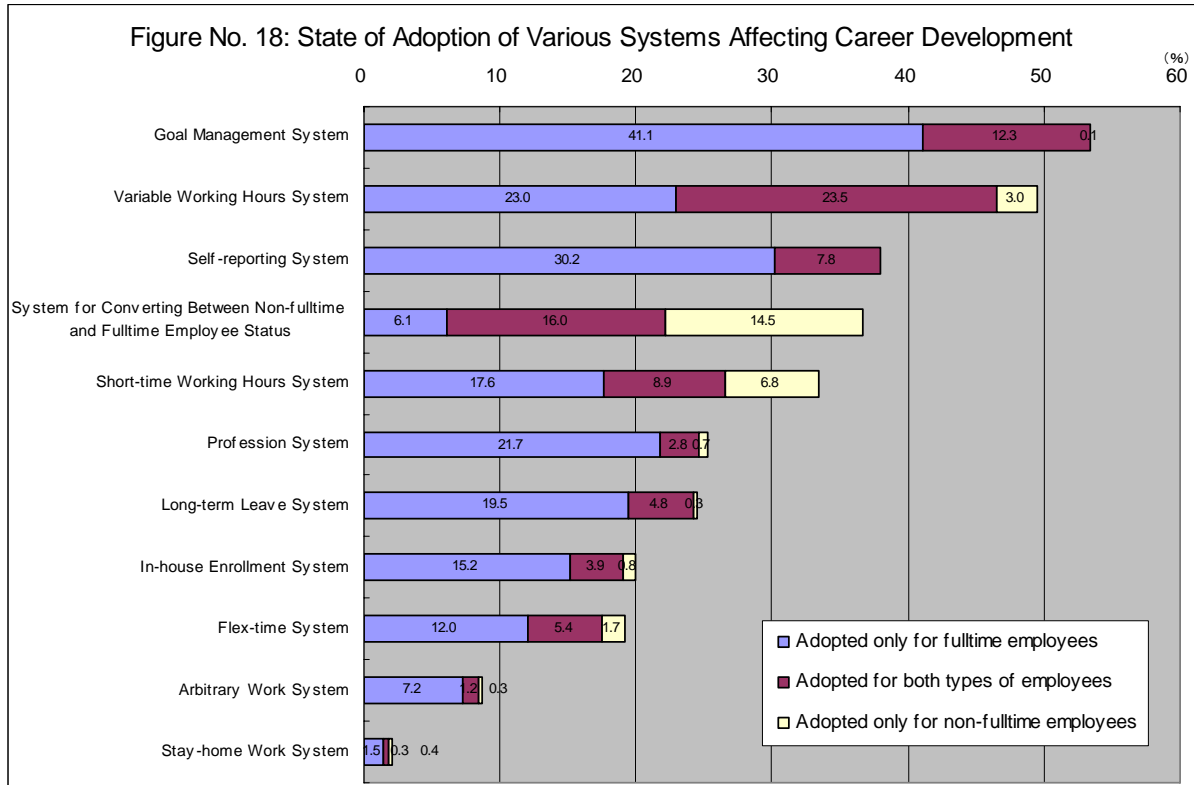 Figure No. 18: State of Adoption of Various Systems Affecting Career Development
(%)
0 10 20 30 40 50 60
Goal Management System 41.1 12.3 0.1
Variable Working Hours System 23.0 23.5 3.0
Self-reporting System 30.2 7.8
System for Converting Between Non-fulltime
and Fulltime Employee Status 6.1 16.0 14.5
Short-time Working Hours System 17.6 8.9 6.8
Profession System 21.7 2.8 0.7
Long-term Leave System 19.5 4.8 0.3
In-house Enrollment System 15.2 3.9 0.8
Flex-time System 12.0 5.4 1.7
Adopted only for fulltime employees
Adopted for both types of employees
Adopted only for non-fulltime employees
Arbitrary Work System 7.2 1.2 0.3
Stay-home Work System 1.5 0.3 0.4